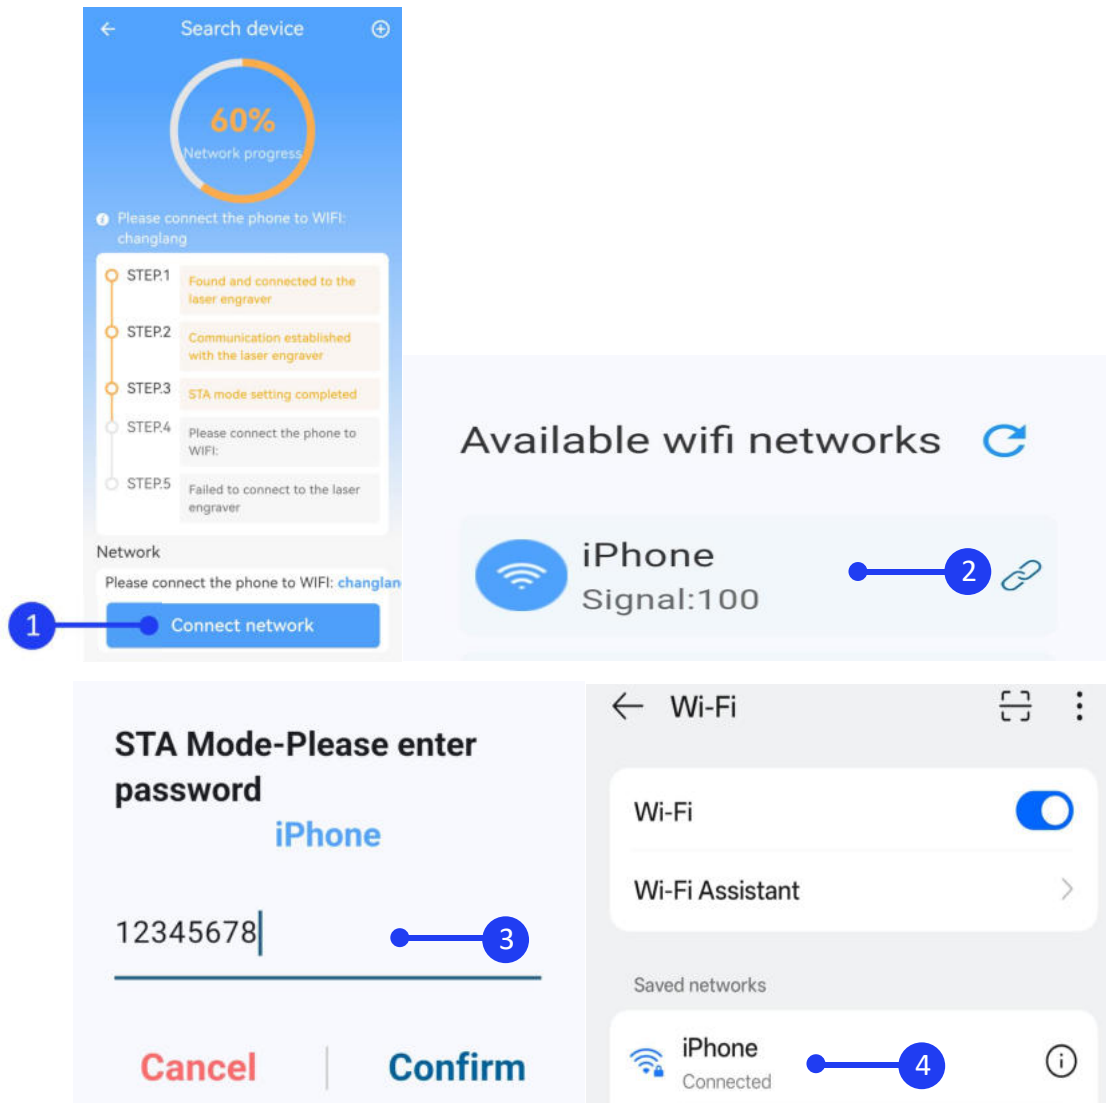 Search device
60%
Network progress
Please connect the phone to WIFI:
changlang
STEP.1
Found and connected to the
laser engraver
STEP.2
Communication established
with the laser engraver
STEP.3
STA mode setting completed
STEP.4
Please connect the phone to
WIFI:
STEP.5
Failed to connect to the laser
engraver
Network
Please connect the phone to WIFI: changlan
1
Connect network
Available wifi networks
iPhone
Signal:100
2
STA Mode-Please enter
password
iPhone
12345678
3
Cancel
Confirm
Wi-Fi
Wi-Fi
Wi-Fi Assistant
Saved networks
iPhone
Connected
4